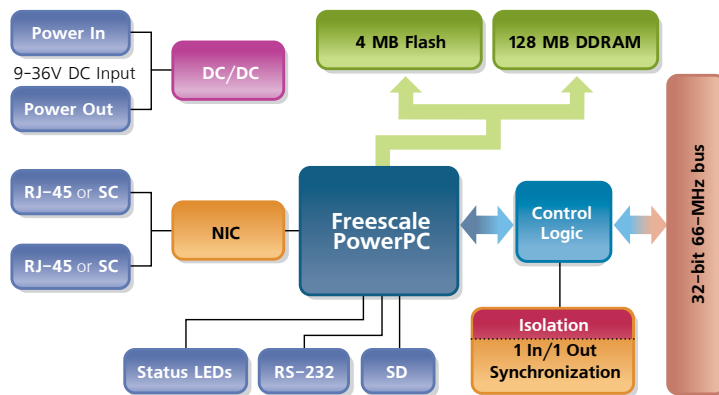 Power In
9–36V DC Input
Power Out
DC/DC
4 MB Flash
128 MB DDRAM
RJ–45 or SC
RJ–45 or SC
NIC
Freescale
PowerPC
Control
Logic
32-bit 66–MHz bus
Isolation
1 In/1 Out
Synchronization
Status LEDs
RS–232
SD